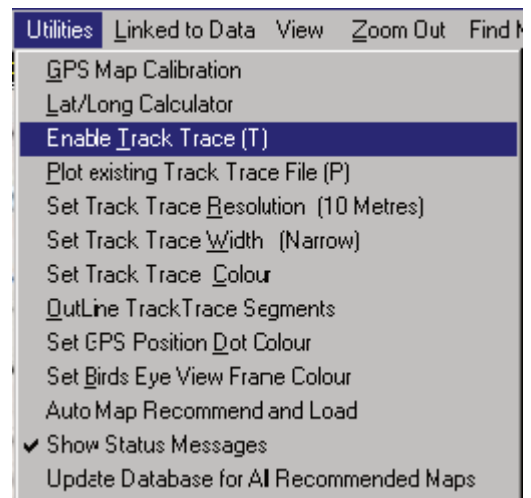 Utilities Linked to Data View Zoom Out Find
GPS Map Calibration
Lat/Long Calculator
Enable Track Trace (T)
Plot existing Track Trace File (P)
Set Track Trace Resolution (10 Metres)
Set Track Trace Width (Narrow)
Set Track Trace Colour
OutLine TrackTrace Segments
Set GPS Position Dot Colour
Set Birds Eye View Frame Colour
Auto Map Recommend and Load
✔ Show Status Messages
Update Database for All Recommended Maps